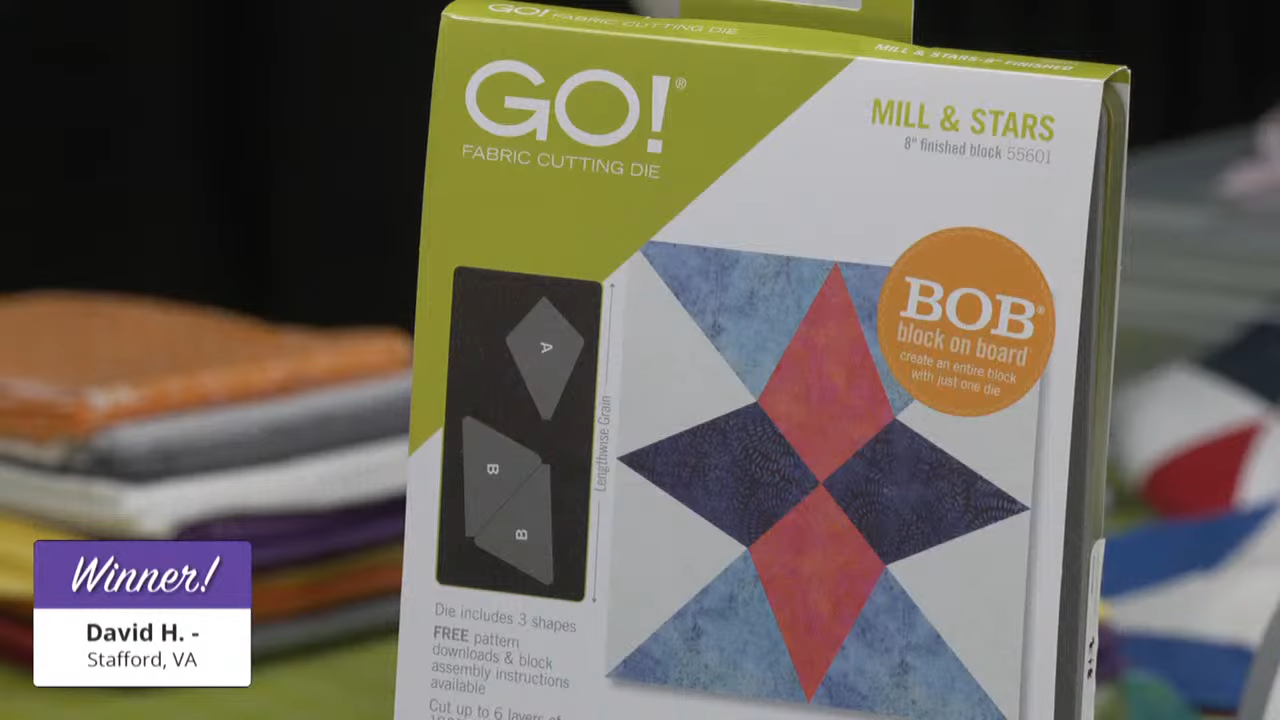 GO! FABRIC CUTTING DIE
MILL & STARS-8" FINISHED
GO!®
FABRIC CUTTING DIE
MILL & STARS
8" finished block 55601
BOB®
block on board
create an entire block
with just one die
A
B
B
Lengthwise Grain
Die includes 3 shapes
FREE pattern
downloads & block
assembly instructions
available
Cut up to 6 layers of
Winner!
David H. -
Stafford, VA